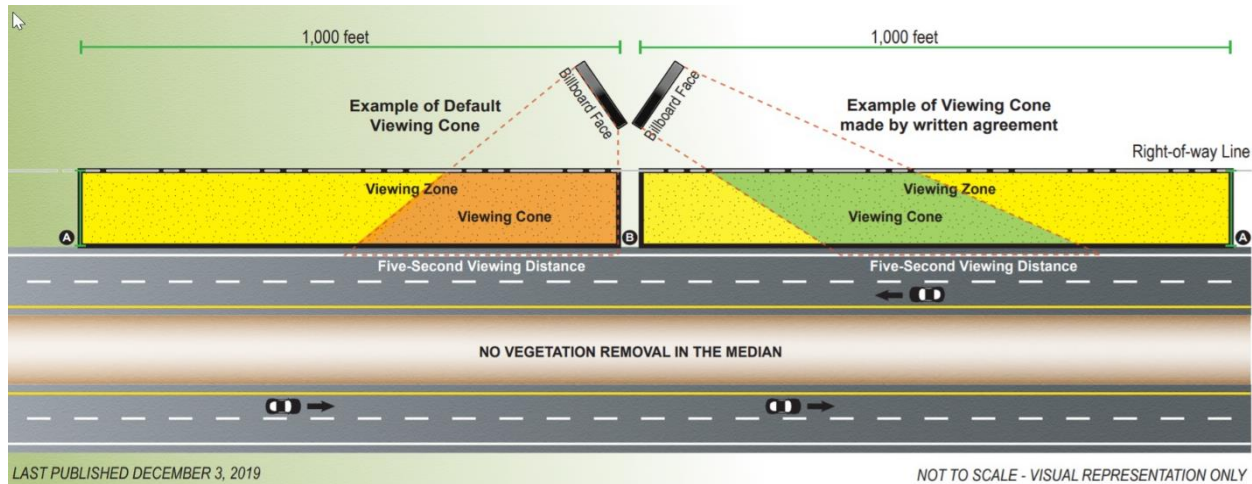 1,000 feet
1,000 feet
Example of Default
Viewing Cone
Billboard Face
Billboard Face
Example of Viewing Cone
made by written agreement
Right-of-way Line
Viewing Zone
Viewing Cone
Viewing Zone
Viewing Cone
A
B
A
Five-Second Viewing Distance
Five-Second Viewing Distance
NO VEGETATION REMOVAL IN THE MEDIAN
LAST PUBLISHED DECEMBER 3, 2019
NOT TO SCALE - VISUAL REPRESENTATION ONLY